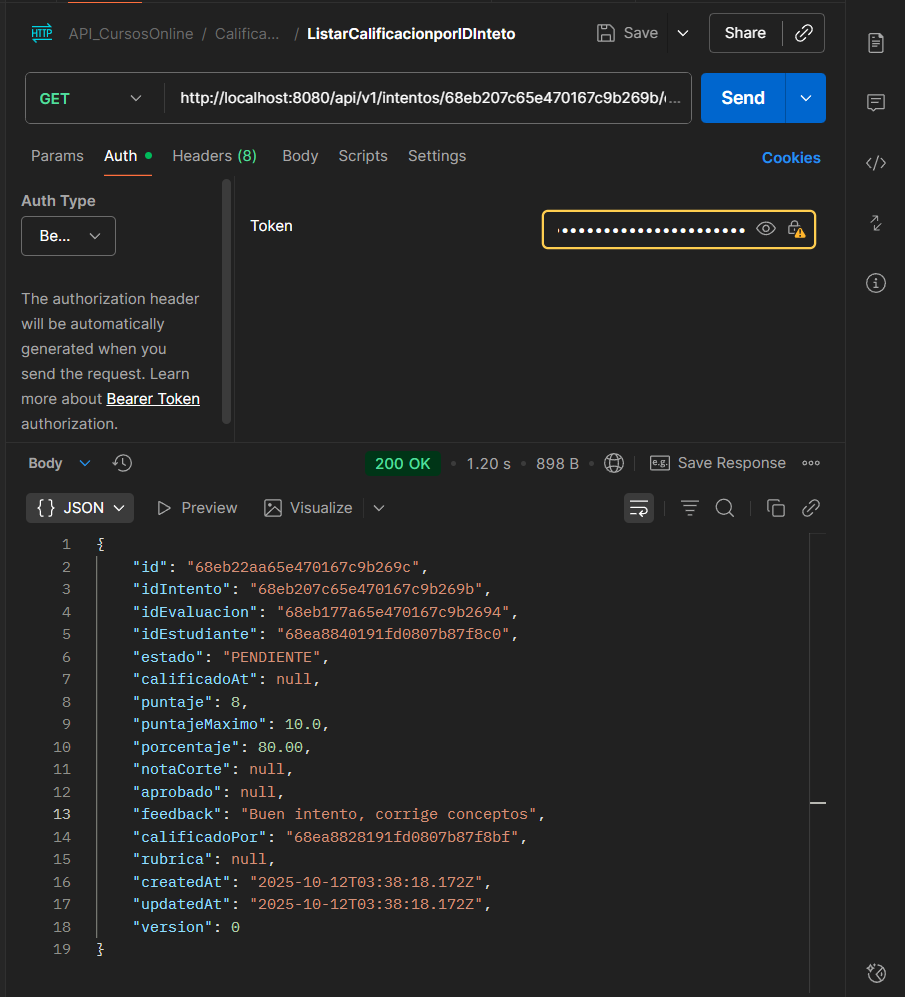 HTTP API_CursosOnline / Califica... / ListarCalificacionporIDInteto Save Share
GET http://localhost:8080/api/v1/intentos/68eb207c65e470167c9b269b/c... Send
Params Auth Headers (8) Body Scripts Settings Cookies
Auth Type
Be...
Token
The authorization header
will be automatically
generated when you
send the request. Learn
more about Bearer Token
authorization.
Body 200 OK • 1.20 s • 898 B • e.g. Save Response
{} JSON Preview Visualize
1 {
2 "id": "68eb22aa65e470167c9b269c",
3 "idIntento": "68eb207c65e470167c9b269b",
4 "idEvaluacion": "68eb177a65e470167c9b2694",
5 "idEstudiante": "68ea8840191fd0807b87f8c0",
6 "estado": "PENDIENTE",
7 "calificadoAt": null,
8 "puntaje": 8,
9 "puntajeMaximo": 10.0,
10 "porcentaje": 80.00,
11 "notaCorte": null,
12 "aprobado": null,
13 "feedback": "Buen intento, corrige conceptos",
14 "calificadoPor": "68ea8828191fd0807b87f8bf",
15 "rubrica": null,
16 "createdAt": "2025-10-12T03:38:18.172Z",
17 "updatedAt": "2025-10-12T03:38:18.172Z",
18 "version": 0
19 }